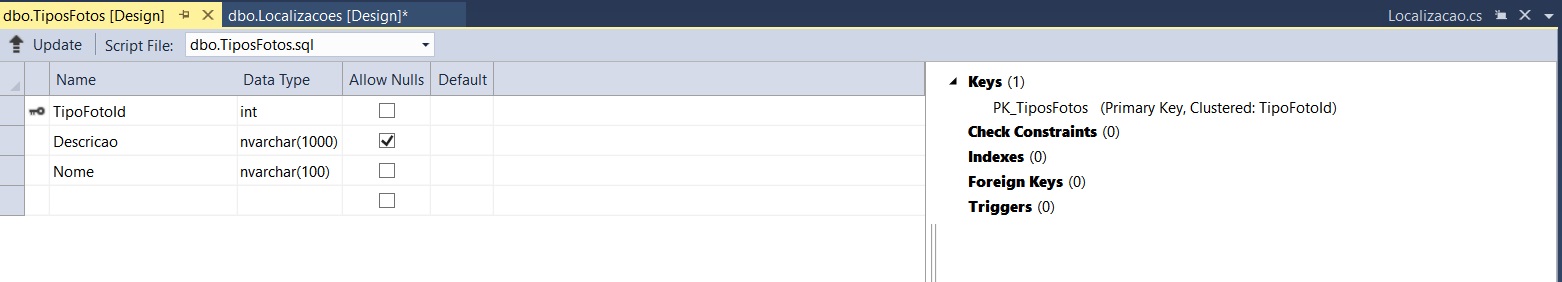 dbo.TiposFotos [Design] dbo.Localizacoes [Design]* Localizacao.cs
Update Script File: dbo.TiposFotos.sql
Name Data Type Allow Nulls Default
TipoFotoId int
Descricao nvarchar(1000)
Nome nvarchar(100)
Keys (1)
PK_TiposFotos (Primary Key, Clustered: TipoFotoId)
Check Constraints (0)
Indexes (0)
Foreign Keys (0)
Triggers (0)